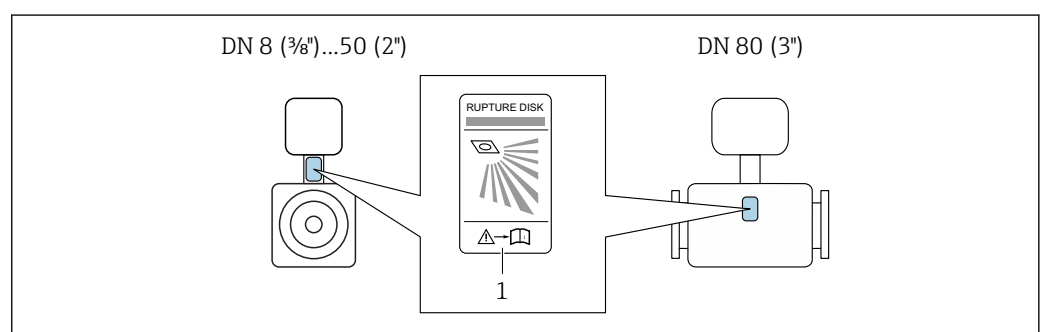 DN 8 (⅜")...50 (2")
DN 80 (3")
RUPTURE DISK
i
1